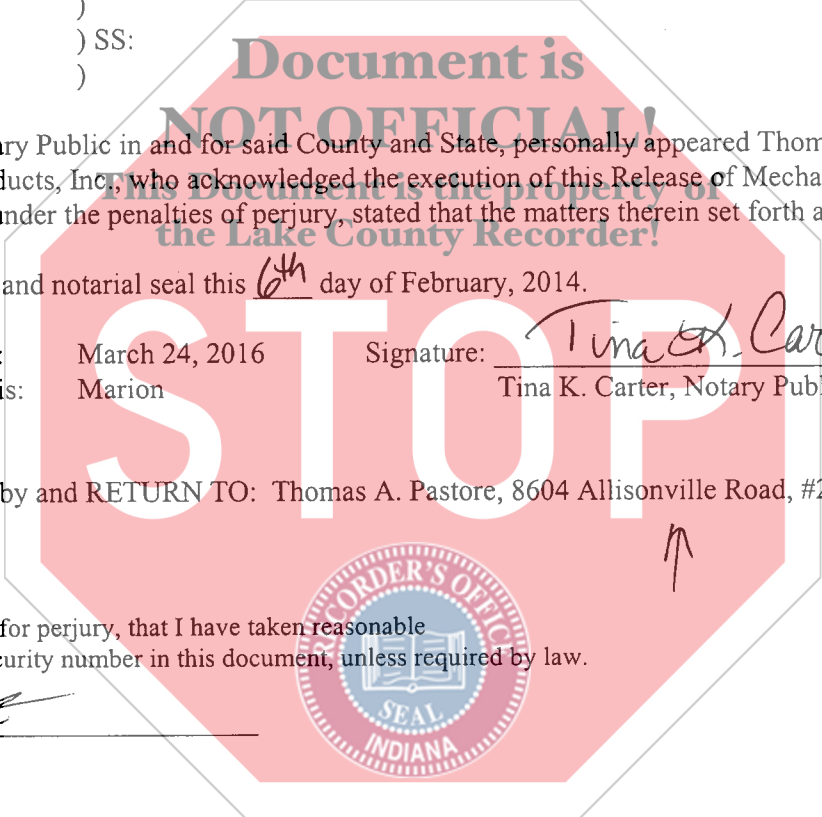 )
) SS:
)
Document is
NOT OFFICIAL!
This Document is the property of
the Lake County Recorder!
ary Public in and for said County and State, personally appeared Thom
ducts, Inc., who acknowledged the execution of this Release of Mecha
under the penalties of perjury, stated that the matters therein set forth a
and notarial seal this 6th day of February, 2014.
: March 24, 2016 Signature: Tina K. Car
is: Marion Tina K. Carter, Notary Publ
STOP
by and RETURN TO: Thomas A. Pastore, 8604 Allisonville Road, #2
for perjury, that I have taken reasonable
curity number in this document, unless required by law.
RECORDER'S OFFICE
SEAL
INDIANA